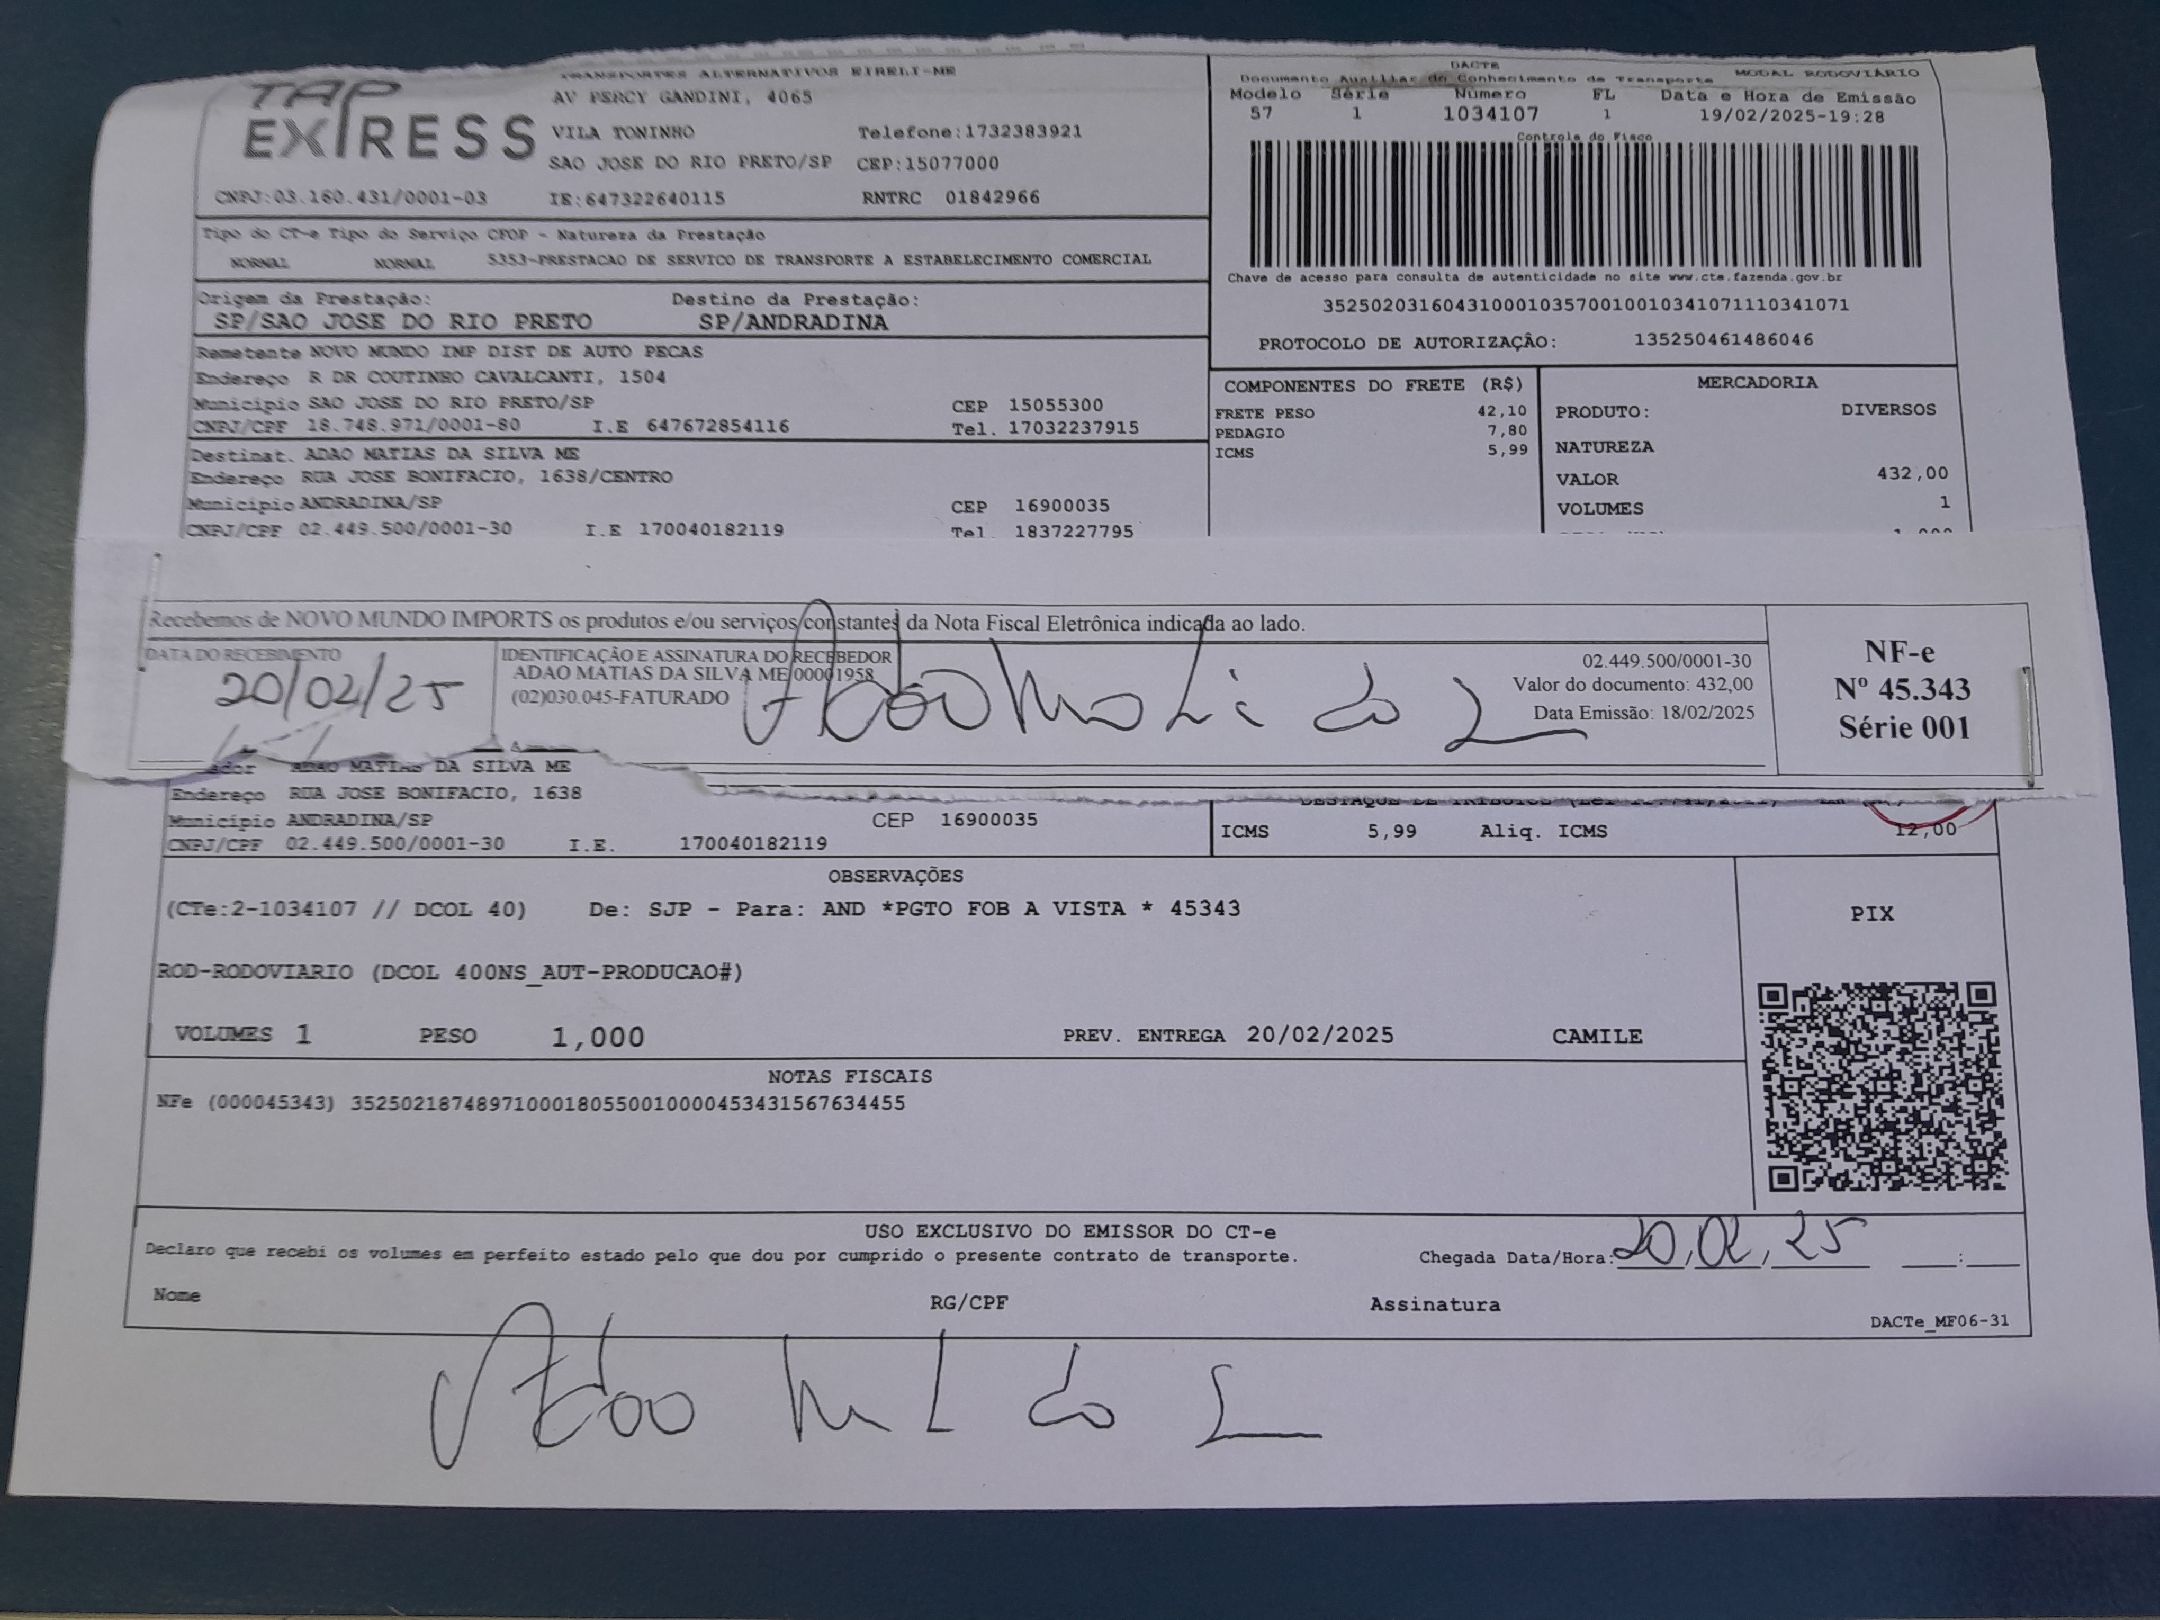 TAP
EXPRESS
TRANSPORTES ALTERNATIVOS EIRELI-ME
AV PERCY GANDINI, 4065
VILA TONINHO Telefone:1732383921
SAO JOSE DO RIO PRETO/SP CEP:15077000
CNPJ:03.160.431/0001-03 IE:647322640115 RNTRC 01842966
DACTE
Documento Auxiliar do Conhecimento de Transporte MODAL RODOVIÁRIO
Modelo Série Número FL Data e Hora de Emissão
57 1 1034107 1 19/02/2025-19:28
Controle do Fisco
Chave de acesso para consulta de autenticidade no site www.cte.fazenda.gov.br
35250203160431000103570010010341071110341071
PROTOCOLO DE AUTORIZAÇÃO: 135250461486046
Tipo do CT-e Tipo do Serviço CFOP - Natureza da Prestação
NORMAL NORMAL 5353-PRESTACAO DE SERVICO DE TRANSPORTE A ESTABELECIMENTO COMERCIAL
Origem da Prestação: Destino da Prestação:
SP/SAO JOSE DO RIO PRETO SP/ANDRADINA
Remetente NOVO MUNDO IMP DIST DE AUTO PECAS
Endereço R DR COUTINHO CAVALCANTI, 1504
Município SAO JOSE DO RIO PRETO/SP CEP 15055300
CNPJ/CPF 18.748.971/0001-80 I.E 647672854116 Tel. 17032237915
Destinat. ADAO MATIAS DA SILVA ME
Endereço RUA JOSE BONIFACIO, 1638/CENTRO
Município ANDRADINA/SP CEP 16900035
CNPJ/CPF 02.449.500/0001-30 I.E 170040182119 Tel 1837227795
COMPONENTES DO FRETE (R$)
FRETE PESO 42,10
PEDAGIO 7,80
ICMS 5,99
MERCADORIA
PRODUTO: DIVERSOS
NATUREZA
VALOR 432,00
VOLUMES 1
Recebemos de NOVO MUNDO IMPORTS os produtos e/ou serviços constantes da Nota Fiscal Eletrônica indicada ao lado.
DATA DO RECEBIMENTO
20/02/25
IDENTIFICAÇÃO E ASSINATURA DO RECEBEDOR
ADAO MATIAS DA SILVA ME 00001958
(02)030.045-FATURADO
02.449.500/0001-30
Valor do documento: 432,00
Data Emissão: 18/02/2025
NF-e
Nº 45.343
Série 001
ADAO MATIAS DA SILVA ME
Endereço RUA JOSE BONIFACIO, 1638
Município ANDRADINA/SP CEP 16900035
CNPJ/CPF 02.449.500/0001-30 I.E. 170040182119
ICMS 5,99 Aliq. ICMS 12,00
OBSERVAÇÕES
(CTe:2-1034107 // DCOL 40) De: SJP - Para: AND *PGTO FOB A VISTA * 45343
ROD-RODOVIARIO (DCOL 400NS_AUT-PRODUCAO#)
VOLUMES 1 PESO 1,000 PREV. ENTREGA 20/02/2025 CAMILE
PIX
NOTAS FISCAIS
NFe (000045343) 35250218748971000180550010000453431567634455
USO EXCLUSIVO DO EMISSOR DO CT-e
Declaro que recebi os volumes em perfeito estado pelo que dou por cumprido o presente contrato de transporte.
Chegada Data/Hora: 20,02,25 :
Nome RG/CPF Assinatura
DACTe_MF06-31